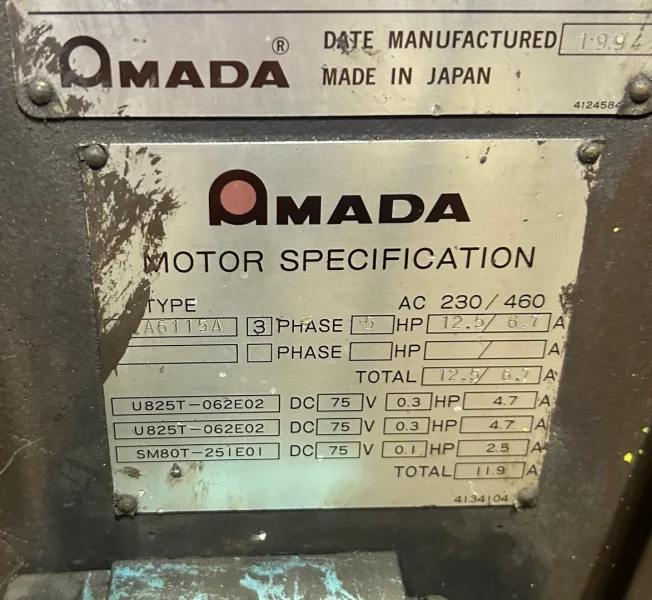 AMADA® DATE MANUFACTURED 1994
MADE IN JAPAN
4124584
AMADA
MOTOR SPECIFICATION
TYPE AC 230/460
A6115A 3 PHASE 5 HP 12.5/6.7 A
PHASE HP / A
TOTAL 12.5/6.7 A
U825T-062E02 DC 75 V 0.3 HP 4.7 A
U825T-062E02 DC 75 V 0.3 HP 4.7 A
SM80T-251E01 DC 75 V 0.1 HP 2.5 A
TOTAL 11.9 A
4134104